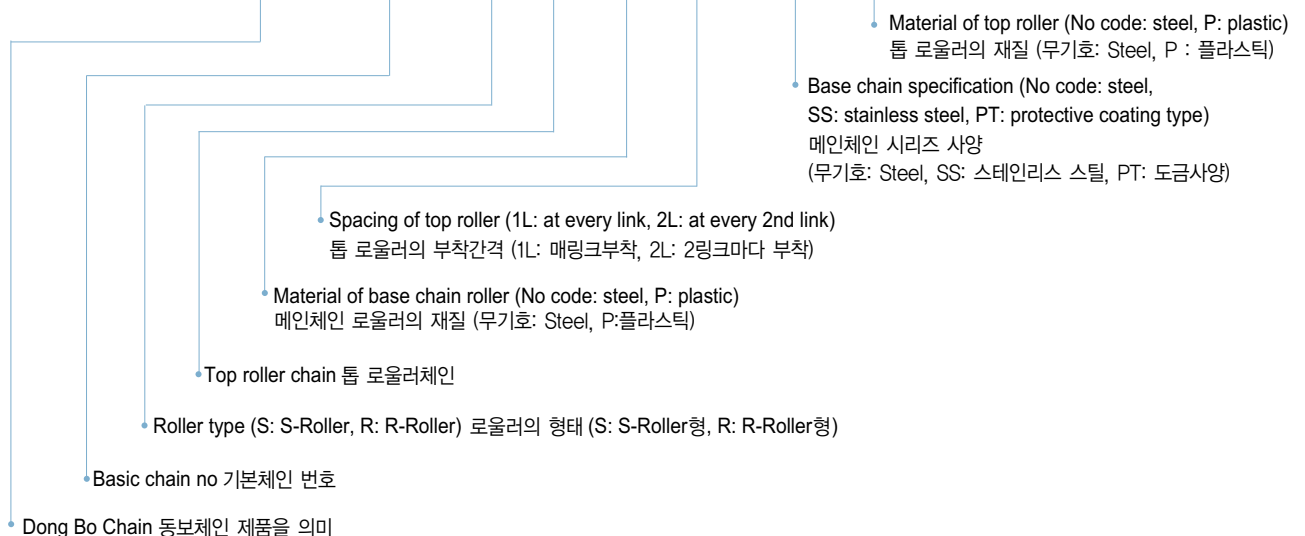 Material of top roller (No code: steel, P: plastic)
톱 로울러의 재질 (무기호: Steel, P : 플라스틱)
Base chain specification (No code: steel,
SS: stainless steel, PT: protective coating type)
메인체인 시리즈 사양
(무기호: Steel, SS: 스테인리스 스틸, PT: 도금사양)
Spacing of top roller (1L: at every link, 2L: at every 2nd link)
톱 로울러의 부착간격 (1L: 매링크부착, 2L: 2링크마다 부착)
Material of base chain roller (No code: steel, P: plastic)
메인체인 로울러의 재질 (무기호: Steel, P:플라스틱)
Top roller chain 톱 로울러체인
Roller type (S: S-Roller, R: R-Roller) 로울러의 형태 (S: S-Roller형, R: R-Roller형)
Basic chain no 기본체인 번호
Dong Bo Chain 동보체인 제품을 의미